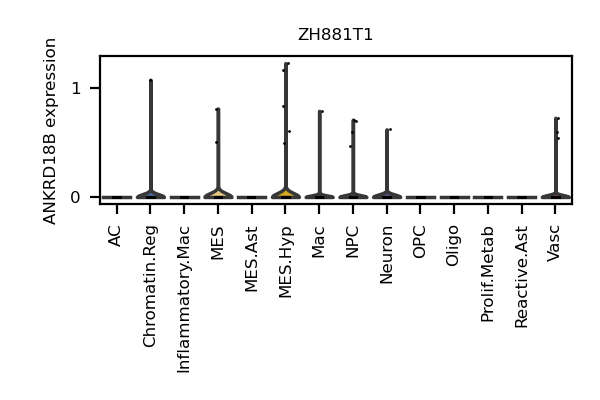 ZH881T1
ANKRD18B expression
1
0
AC
Chromatin.Reg
Inflammatory.Mac
MES
MES.Ast
MES.Hyp
Mac
NPC
Neuron
OPC
Oligo
Prolif.Metab
Reactive.Ast
Vasc